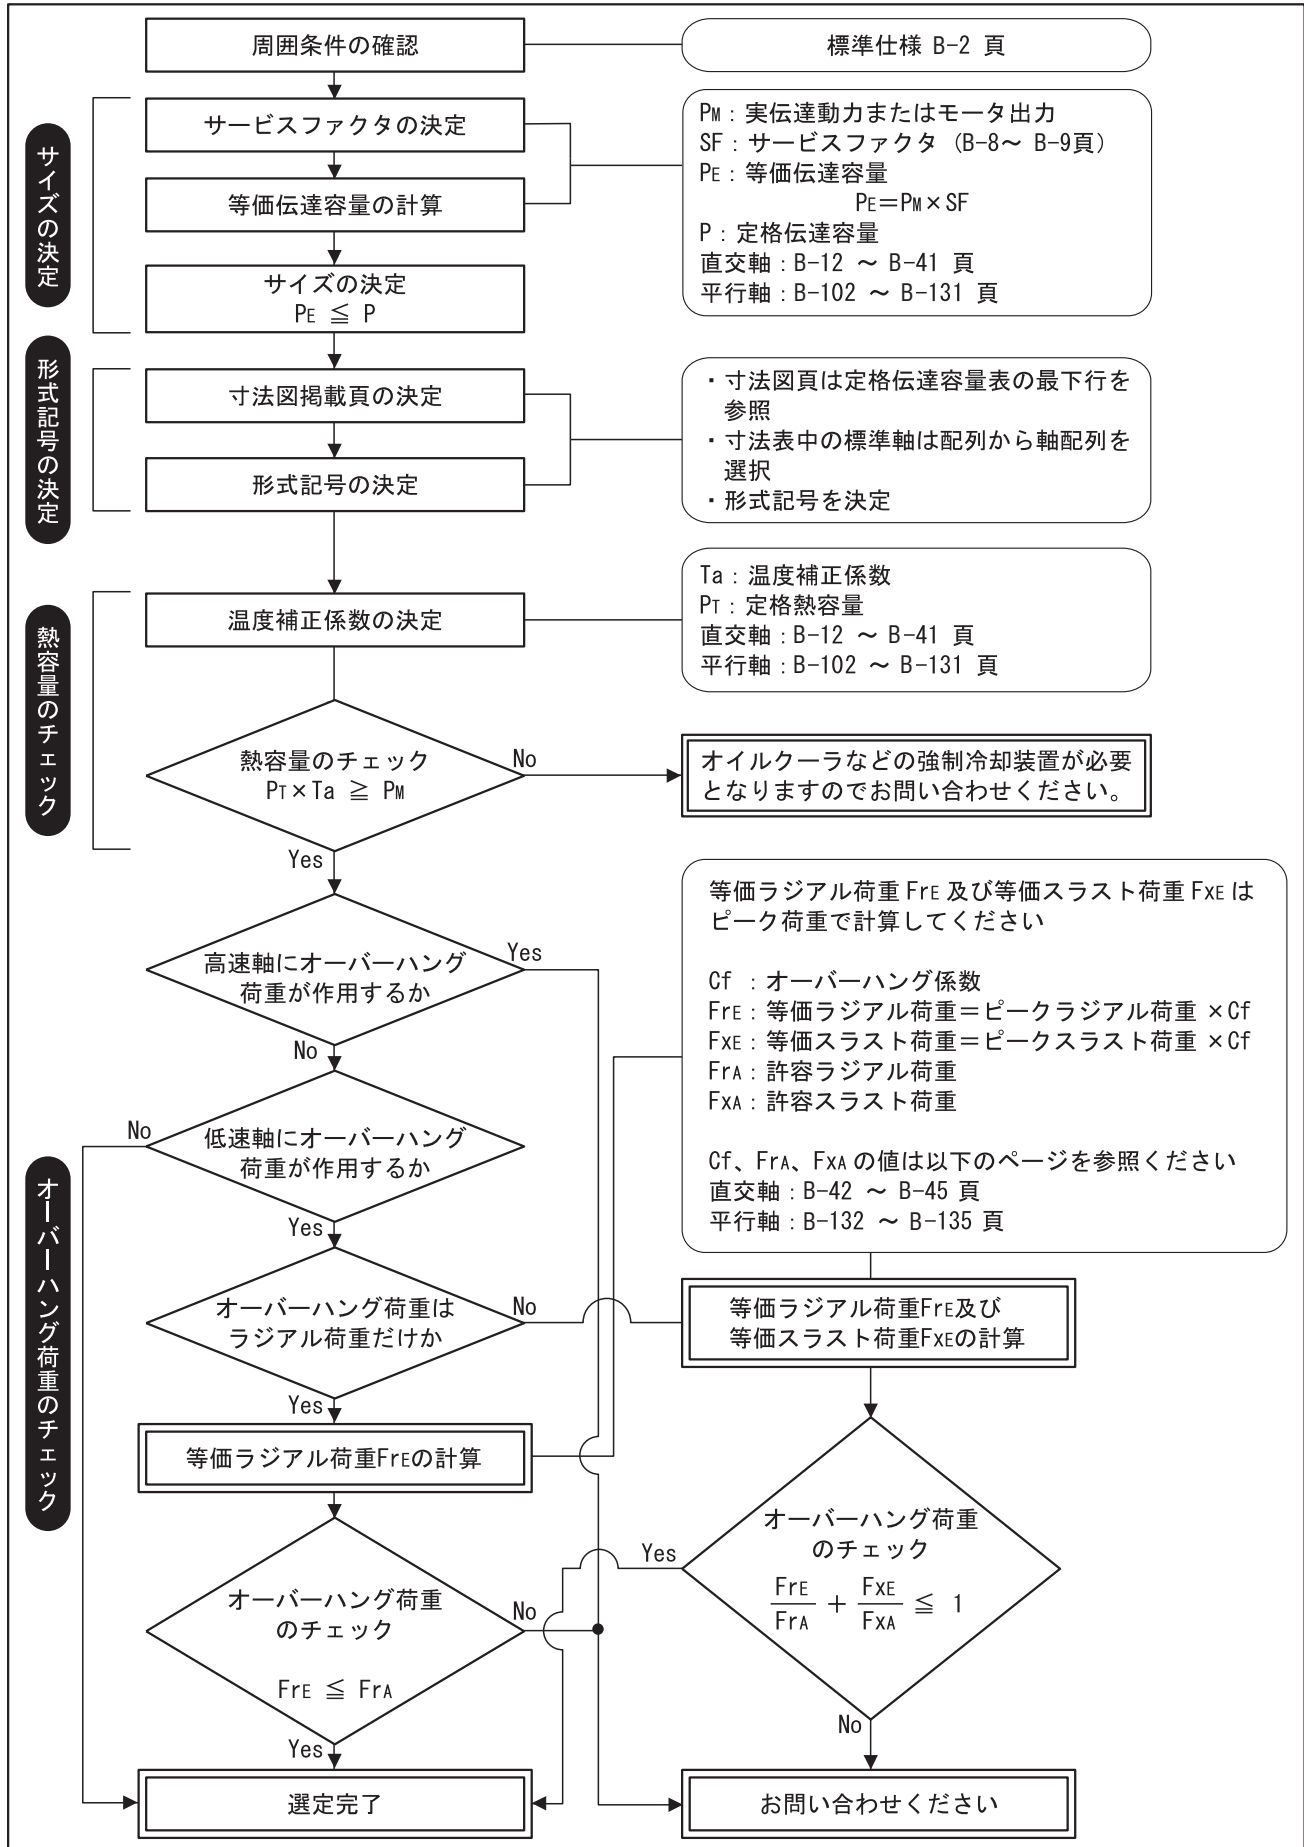 周囲条件の確認
標準仕様 B-2 頁
サイズの決定
サービスファクタの決定
等価伝達容量の計算
サイズの決定
PE ≦ P
PM：実伝達動力またはモータ出力
SF：サービスファクタ (B-8～ B-9頁)
PE：等価伝達容量
PE＝PM×SF
P：定格伝達容量
直交軸：B-12 ～ B-41 頁
平行軸：B-102 ～ B-131 頁
形式記号の決定
寸法図掲載頁の決定
形式記号の決定
・寸法図頁は定格伝達容量表の最下行を
参照
・寸法表中の標準軸は配列から軸配列を
選択
・形式記号を決定
熱容量のチェック
温度補正係数の決定
Ta：温度補正係数
PT：定格熱容量
直交軸：B-12 ～ B-41 頁
平行軸：B-102 ～ B-131 頁
熱容量のチェック
PT×Ta ≧ PM
No
オイルクーラなどの強制冷却装置が必要
となりますのでお問い合わせください。
Yes
オーバーハング荷重のチェック
高速軸にオーバーハング
荷重が作用するか
Yes
No
等価ラジアル荷重 FrE 及び等価スラスト荷重 FxE は
ピーク荷重で計算してください
Cf ：オーバーハング係数
FrE：等価ラジアル荷重＝ピークラジアル荷重 ×Cf
FxE：等価スラスト荷重＝ピークスラスト荷重 ×Cf
FrA：許容ラジアル荷重
FxA：許容スラスト荷重
Cf、FrA、FxA の値は以下のページを参照ください
直交軸：B-42 ～ B-45 頁
平行軸：B-132 ～ B-135 頁
No
低速軸にオーバーハング
荷重が作用するか
Yes
オーバーハング荷重は
ラジアル荷重だけか
No
等価ラジアル荷重FrE及び
等価スラスト荷重FxEの計算
Yes
等価ラジアル荷重FrEの計算
オーバーハング荷重
のチェック
FrE/FrA + FxE/FxA ≦ 1
Yes
オーバーハング荷重
のチェック
FrE ≦ FrA
No
No
Yes
選定完了
お問い合わせください